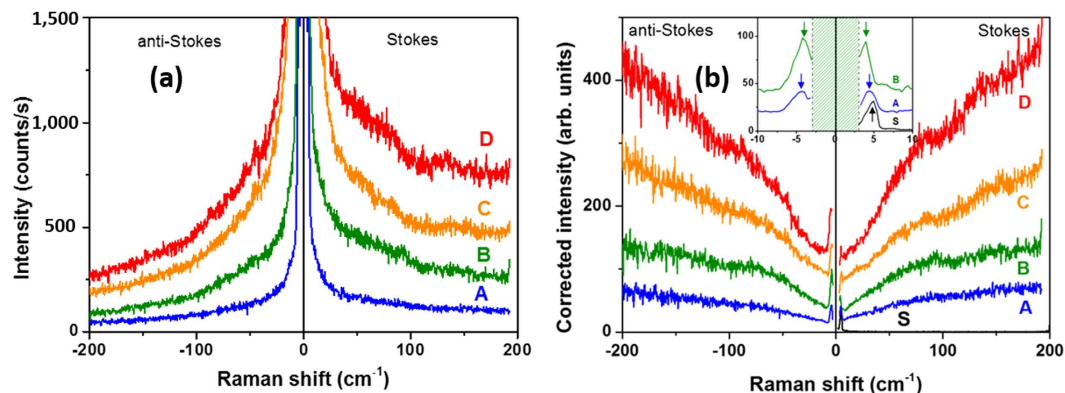 1,500
1,000
500
0
-200
-100
0
100
200
Intensity (counts/s)
Raman shift (cm⁻¹)
anti-Stokes
Stokes
(a)
D
C
B
A
400
200
0
-200
-100
0
100
200
Corrected intensity (arb. units)
Raman shift (cm⁻¹)
anti-Stokes
Stokes
(b)
D
C
B
A
S
100
50
0
-10
-5
0
5
10
B
A
S